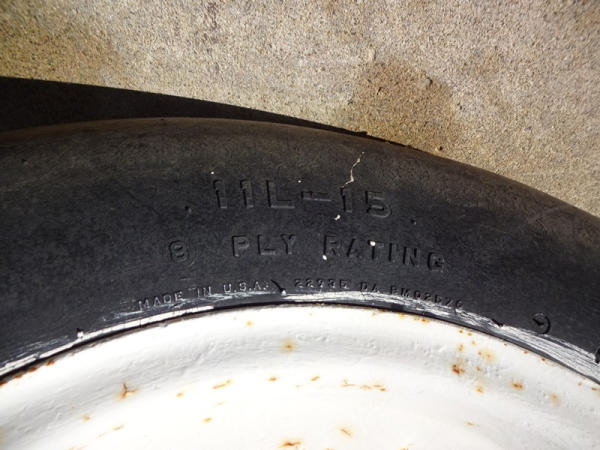 11L-15
8 PLY RATING
MADE IN U.S.A.